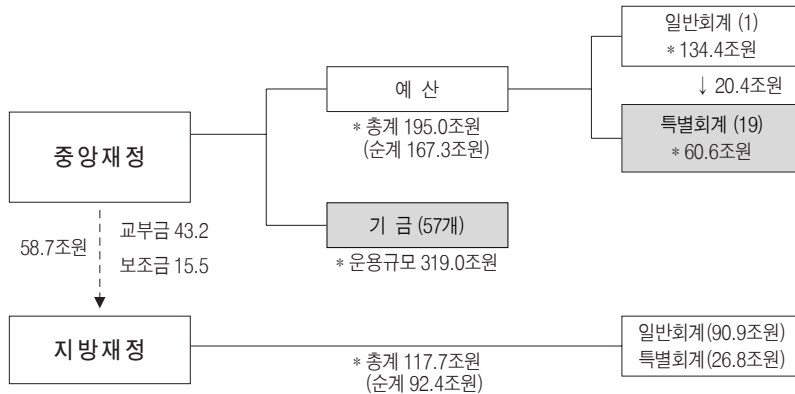 일반회계 (1)
* 134.4조원
↓ 20.4조원
예 산
* 총계 195.0조원
(순계 167.3조원)
특별회계 (19)
* 60.6조원
중앙재정
기 금 (57개)
* 운용규모 319.0조원
58.7조원
교부금 43.2
보조금 15.5
지방재정
* 총계 117.7조원
(순계 92.4조원)
일반회계(90.9조원)
특별회계(26.8조원)